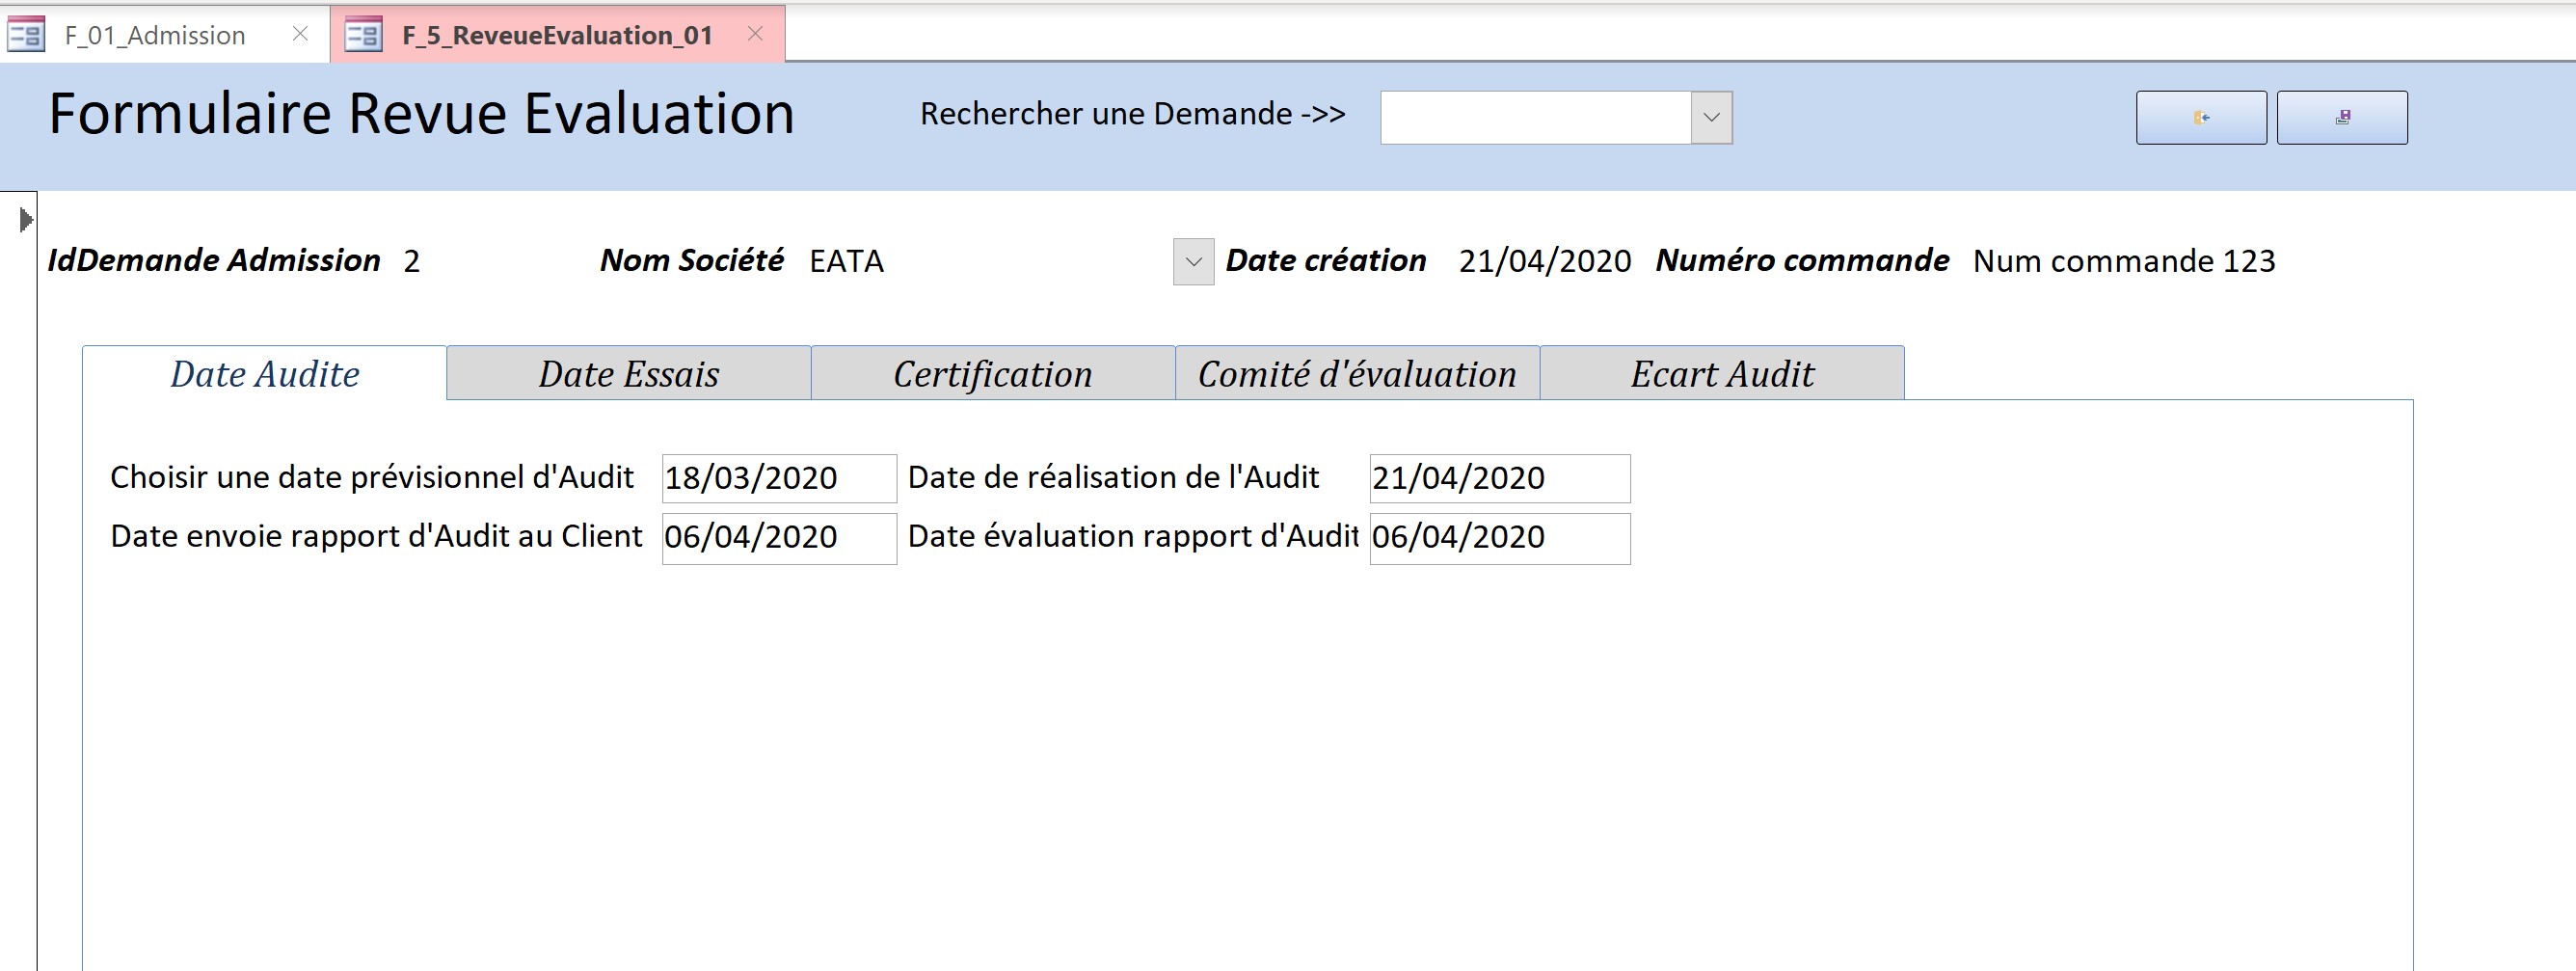 F_01_Admission F_5_ReveueEvaluation_01
Formulaire Revue Evaluation Rechercher une Demande ->>
IdDemande Admission 2 Nom Société EATA Date création 21/04/2020 Numéro commande Num commande 123
Date Audite Date Essais Certification Comité d'évaluation Ecart Audit
Choisir une date prévisionnel d'Audit 18/03/2020 Date de réalisation de l'Audit 21/04/2020
Date envoie rapport d'Audit au Client 06/04/2020 Date évaluation rapport d'Audit 06/04/2020